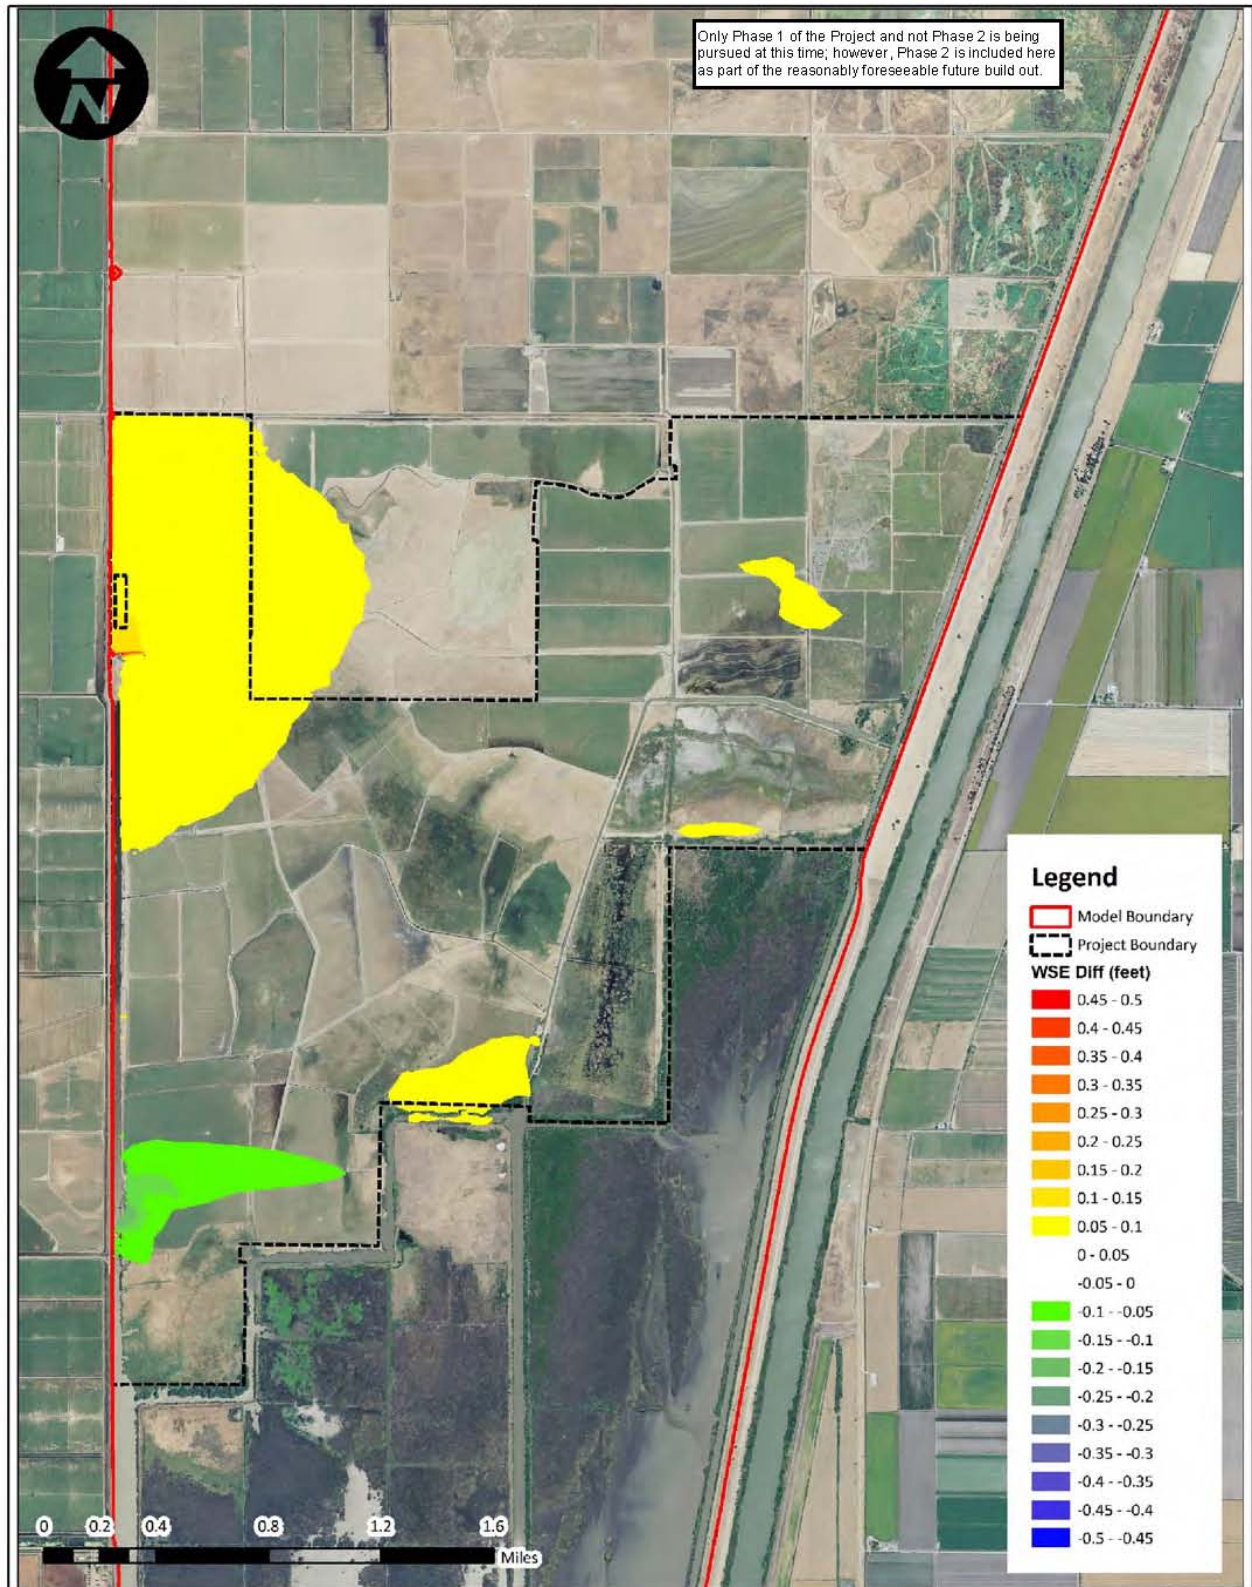 Only Phase 1 of the Project and not Phase 2 is being
pursued at this time; however, Phase 2 is included here
as part of the reasonably foreseeable future build out.
N
Legend
Model Boundary
Project Boundary
WSE Diff (feet)
0.45 - 0.5
0.4 - 0.45
0.35 - 0.4
0.3 - 0.35
0.25 - 0.3
0.2 - 0.25
0.15 - 0.2
0.1 - 0.15
0.05 - 0.1
0 - 0.05
-0.05 - 0
-0.1 - -0.05
-0.15 - -0.1
-0.2 - -0.15
-0.25 - -0.2
-0.3 - -0.25
-0.35 - -0.3
-0.4 - -0.35
-0.45 - -0.4
-0.5 - -0.45
0 0.2 0.4 0.8 1.2 1.6
Miles